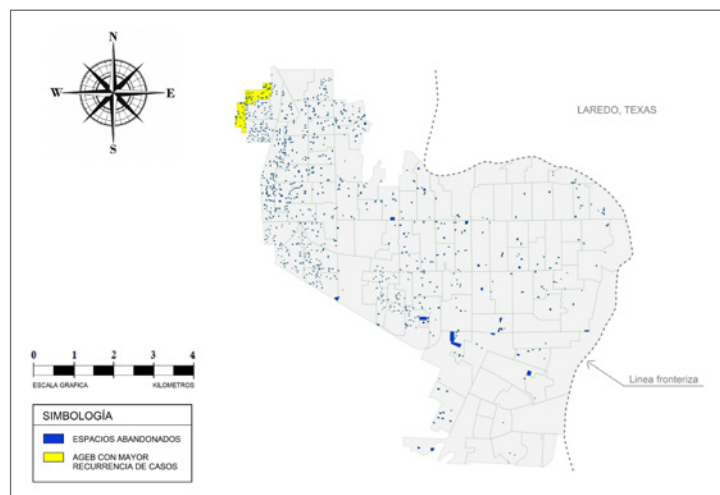 N
W E
S
LAREDO, TEXAS
0 1 2 3 4
ESCALA GRAFICA KILOMETROS
Linea fronteriza
SIMBOLOGÍA
ESPACIOS ABANDONADOS
AGEB CON MAYOR
RECURRENCIA DE CASOS